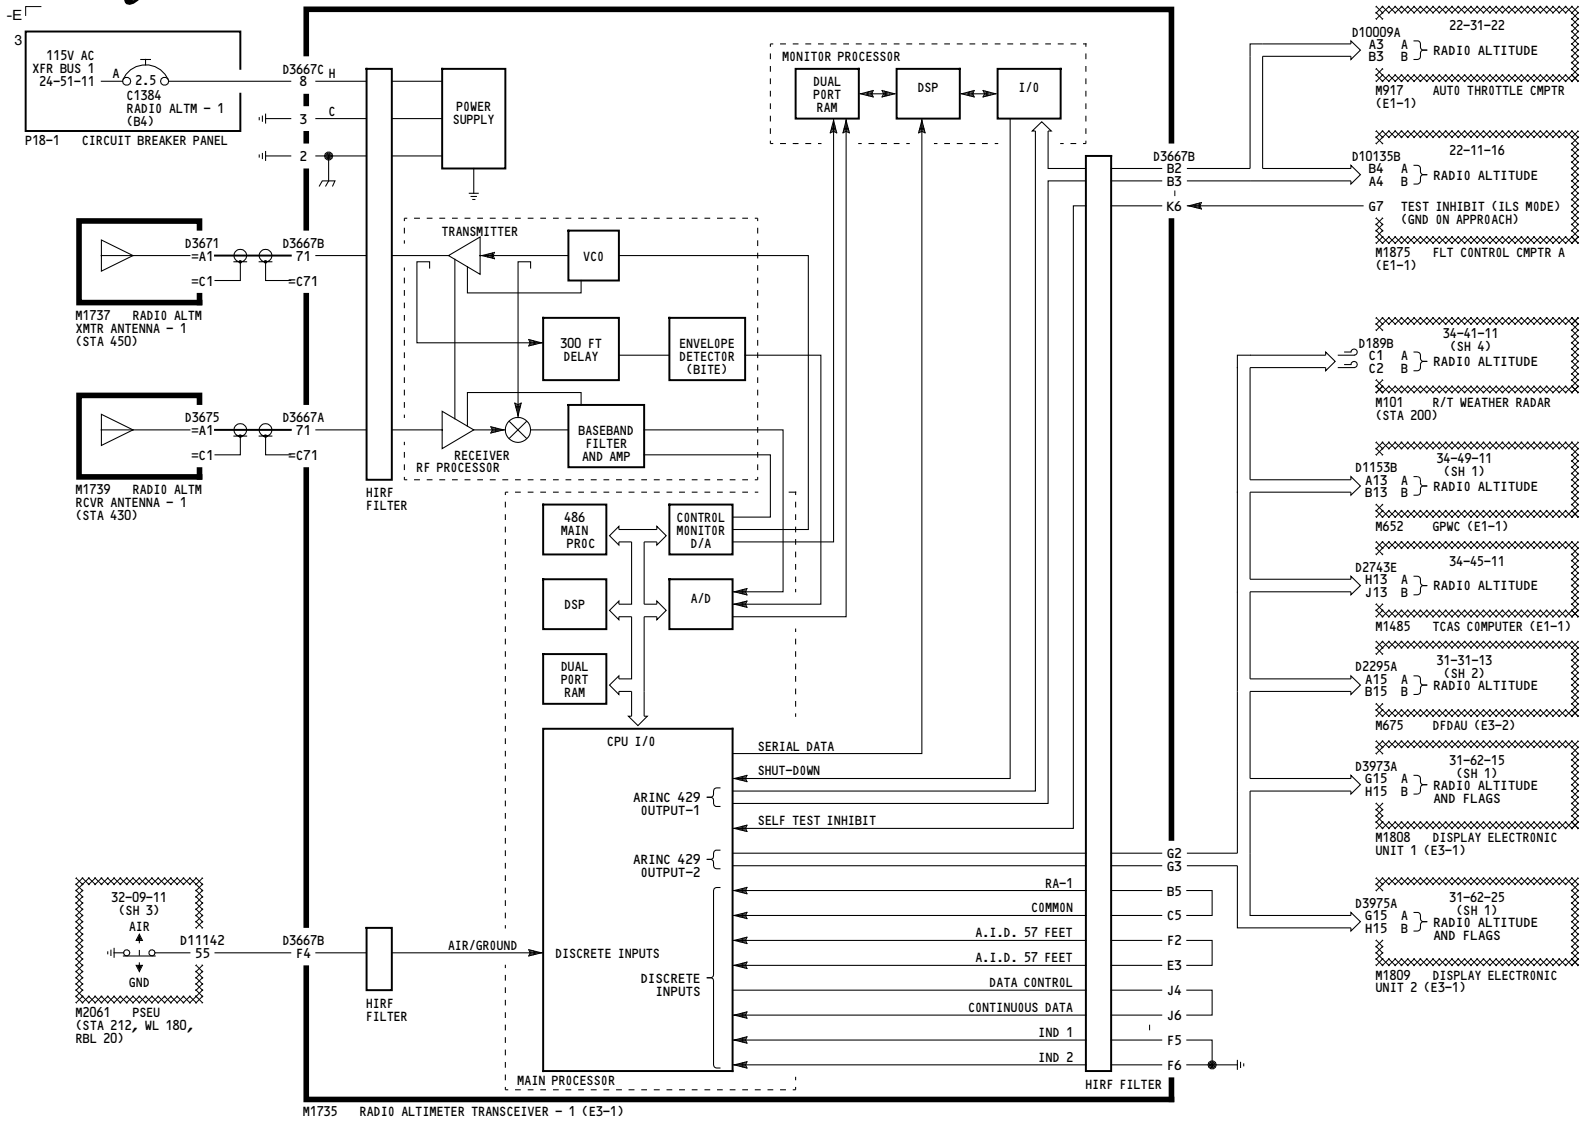 -E
3
115V AC
XFR BUS 1
24-51-11
A
2.5
C1384
RADIO ALTM - 1
(B4)
P18-1 CIRCUIT BREAKER PANEL
D3667C
8 H
3 C
2
POWER
SUPPLY
HIRF
FILTER
D3671
=A1
=C1
D3667B
71
=C71
M1737 RADIO ALTM
XMTR ANTENNA - 1
(STA 450)
D3675
=A1
=C1
D3667A
71
=C71
M1739 RADIO ALTM
RCVR ANTENNA - 1
(STA 430)
TRANSMITTER
VCO
300 FT
DELAY
ENVELOPE
DETECTOR
(BITE)
BASEBAND
FILTER
AND AMP
RECEIVER
RF PROCESSOR
MONITOR PROCESSOR
DUAL
PORT
RAM
DSP
I/O
486
MAIN
PROC
CONTROL
MONITOR
D/A
DSP
A/D
DUAL
PORT
RAM
CPU I/O
SERIAL DATA
SHUT-DOWN
ARINC 429
OUTPUT-1
SELF TEST INHIBIT
ARINC 429
OUTPUT-2
RA-1
COMMON
A.I.D. 57 FEET
A.I.D. 57 FEET
DATA CONTROL
CONTINUOUS DATA
IND 1
IND 2
DISCRETE INPUTS
DISCRETE
INPUTS
AIR/GROUND
MAIN PROCESSOR
32-09-11
(SH 3)
AIR
GND
D11142
55
D3667B
F4
M2061 PSEU
(STA 212, WL 180,
RBL 20)
HIRF
FILTER
HIRF FILTER
M1735 RADIO ALTIMETER TRANSCEIVER - 1 (E3-1)
D3667B
B2
B3
K6
G2
G3
B5
C5
F2
E3
J4
J6
F5
F6
22-31-22
D10009A
A3 A
B3 B
RADIO ALTITUDE
M917 AUTO THROTTLE CMPTR
(E1-1)
22-11-16
D10135B
B4 A
A4 B
RADIO ALTITUDE
G7 TEST INHIBIT (ILS MODE)
(GND ON APPROACH)
M1875 FLT CONTROL CMPTR A
(E1-1)
34-41-11
(SH 4)
D189B
C1 A
C2 B
RADIO ALTITUDE
M101 R/T WEATHER RADAR
(STA 200)
34-49-11
(SH 1)
D1153B
A13 A
B13 B
RADIO ALTITUDE
M652 GPWC (E1-1)
34-45-11
D2743E
H13 A
J13 B
RADIO ALTITUDE
M1485 TCAS COMPUTER (E1-1)
31-31-13
(SH 2)
D2295A
A15 A
B15 B
RADIO ALTITUDE
M675 DFDAU (E3-2)
31-62-15
(SH 1)
D3973A
G15 A
H15 B
RADIO ALTITUDE
AND FLAGS
M1808 DISPLAY ELECTRONIC
UNIT 1 (E3-1)
31-62-25
(SH 1)
D3975A
G15 A
H15 B
RADIO ALTITUDE
AND FLAGS
M1809 DISPLAY ELECTRONIC
UNIT 2 (E3-1)